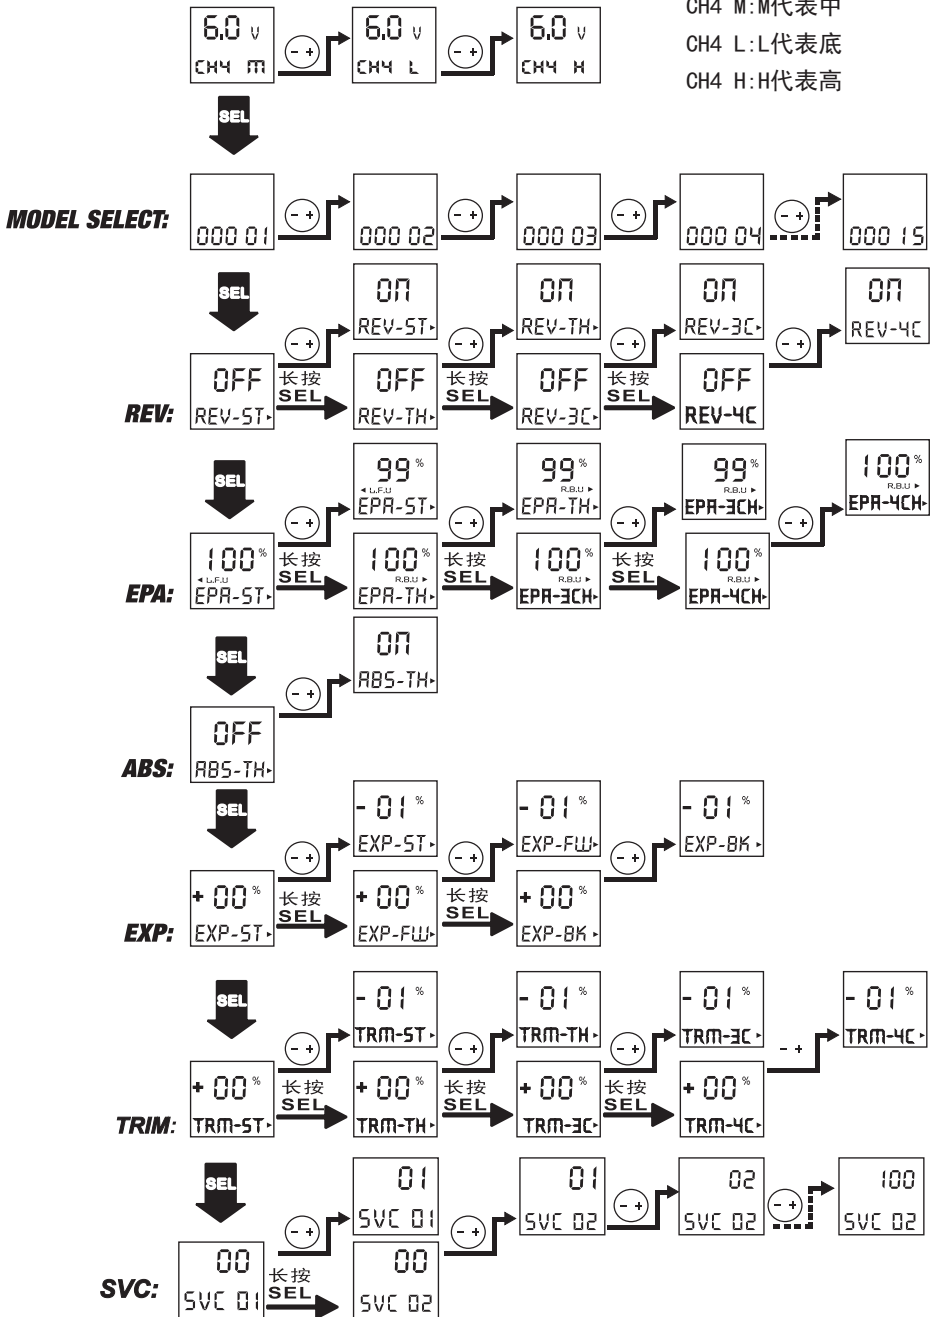 CH4 M:M代表中
6.0 V
CH4 M
- +
6.0 V
CH4 L
- +
6.0 V
CH4 H
CH4 L:L代表底
CH4 H:H代表高
SEL
MODEL SELECT:
000 01
- +
000 02
- +
000 03
- +
000 04
- +
000 15
SEL
ON
REV-ST
ON
REV-TH
ON
REV-3C
ON
REV-4C
- +
- +
- +
- +
REV:
OFF
REV-ST
长按
SEL
OFF
REV-TH
长按
SEL
OFF
REV-3C
长按
SEL
OFF
REV-4C
SEL
99%
L.F.U
EPA-ST
99%
R.B.U
EPA-TH
99%
R.B.U
EPA-3CH
100%
R.B.U
EPA-4CH
- +
- +
- +
- +
EPA:
100%
L.F.U
EPA-ST
长按
SEL
100%
R.B.U
EPA-TH
长按
SEL
100%
R.B.U
EPA-3CH
长按
SEL
100%
R.B.U
EPA-4CH
SEL
ON
ABS-TH
- +
ABS:
OFF
ABS-TH
SEL
- 01%
EXP-ST
- 01%
EXP-FW
- 01%
EXP-BK
- +
- +
- +
EXP:
+ 00%
EXP-ST
长按
SEL
+ 00%
EXP-FW
长按
SEL
+ 00%
EXP-BK
SEL
- 01%
TRM-ST
- 01%
TRM-TH
- 01%
TRM-3C
- 01%
TRM-4C
- +
- +
- +
- +
TRIM:
+ 00%
TRM-ST
长按
SEL
+ 00%
TRM-TH
长按
SEL
+ 00%
TRM-3C
长按
SEL
+ 00%
TRM-4C
SEL
01
SVC 01
01
SVC 02
- +
02
SVC 02
- +
100
SVC 02
- +
- +
SVC:
00
SVC 01
长按
SEL
00
SVC 02